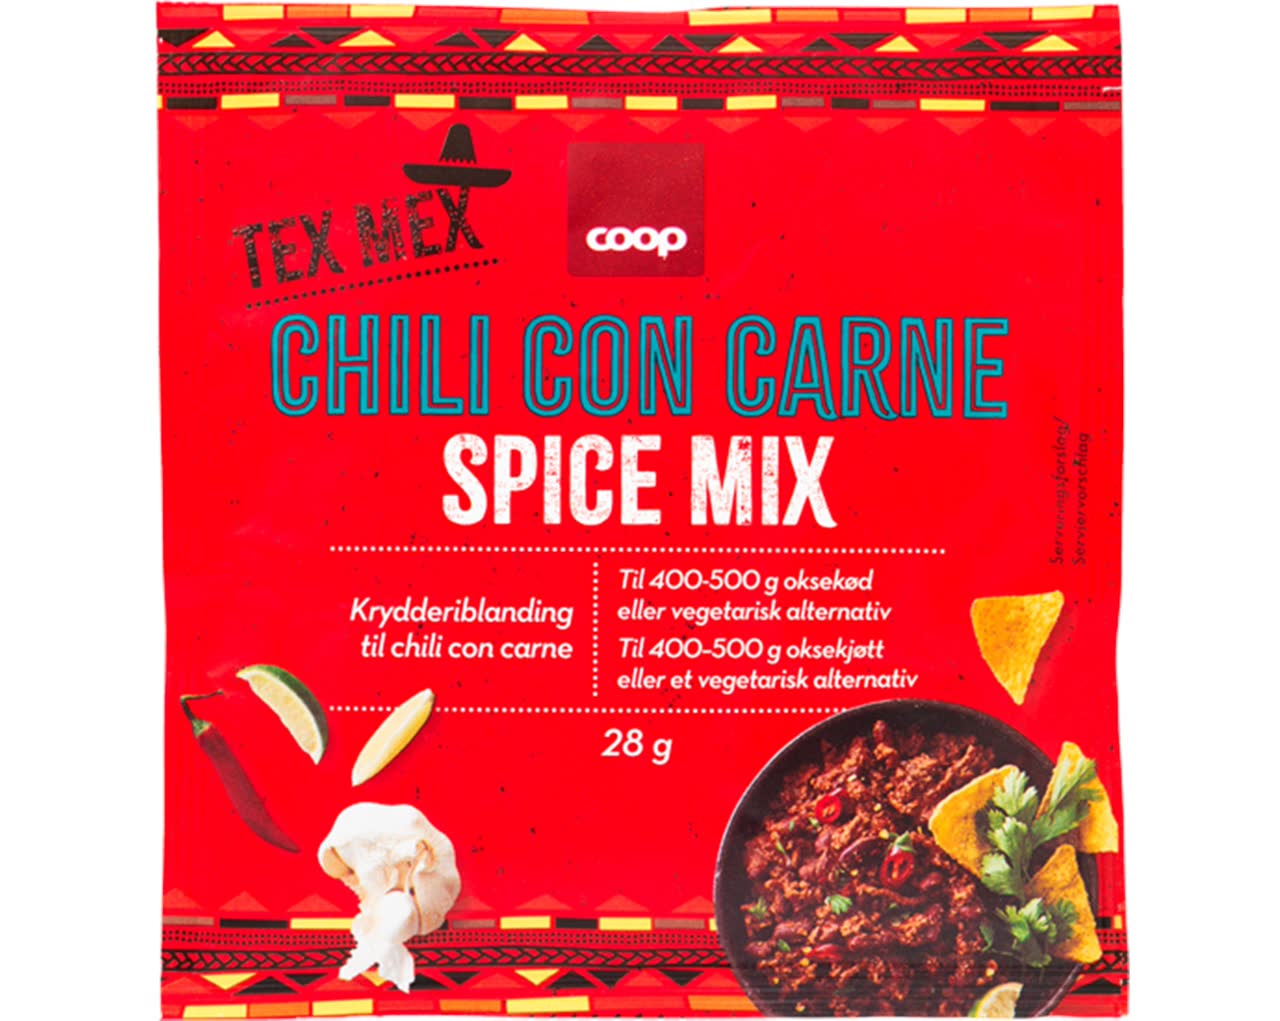 TEX MEX
coop
CHILI CON CARNE
SPICE MIX
Krydderiblanding
til chili con carne
Til 400-500 g oksekød
eller vegetarisk alternativ
Til 400-500 g oksekjøtt
eller et vegetarisk alternativ
28 g
Serveringsforslag/
Serviervorschlag